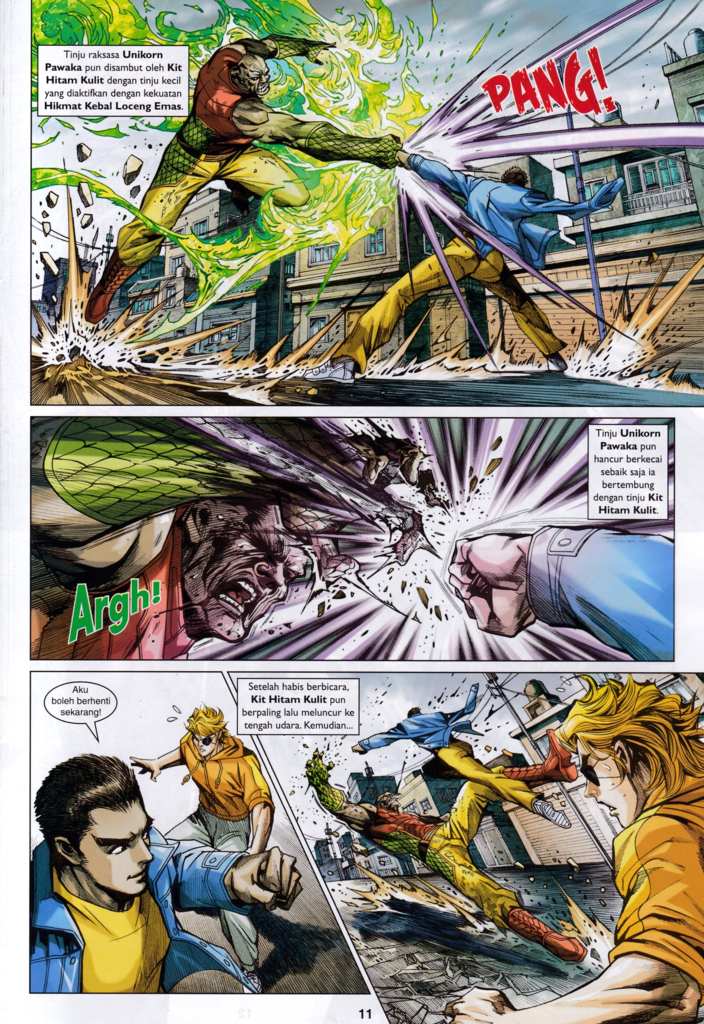 Tinju raksasa Unikorn
Pawaka pun disambut oleh Kit
Hitam Kulit dengan tinju kecil
yang diaktifkan dengan kekuatan
Hikmat Kebal Loceng Emas.
PANG!
Tinju Unikorn
Pawaka pun
hancur berkecai
sebaik saja ia
bertembung
dengan tinju Kit
Hitam Kulit.
Argh!
Aku
boleh berhenti
sekarang!
Setelah habis berbicara,
Kit Hitam Kulit pun
berpaling lalu meluncur ke
tengah udara. Kemudian...
11